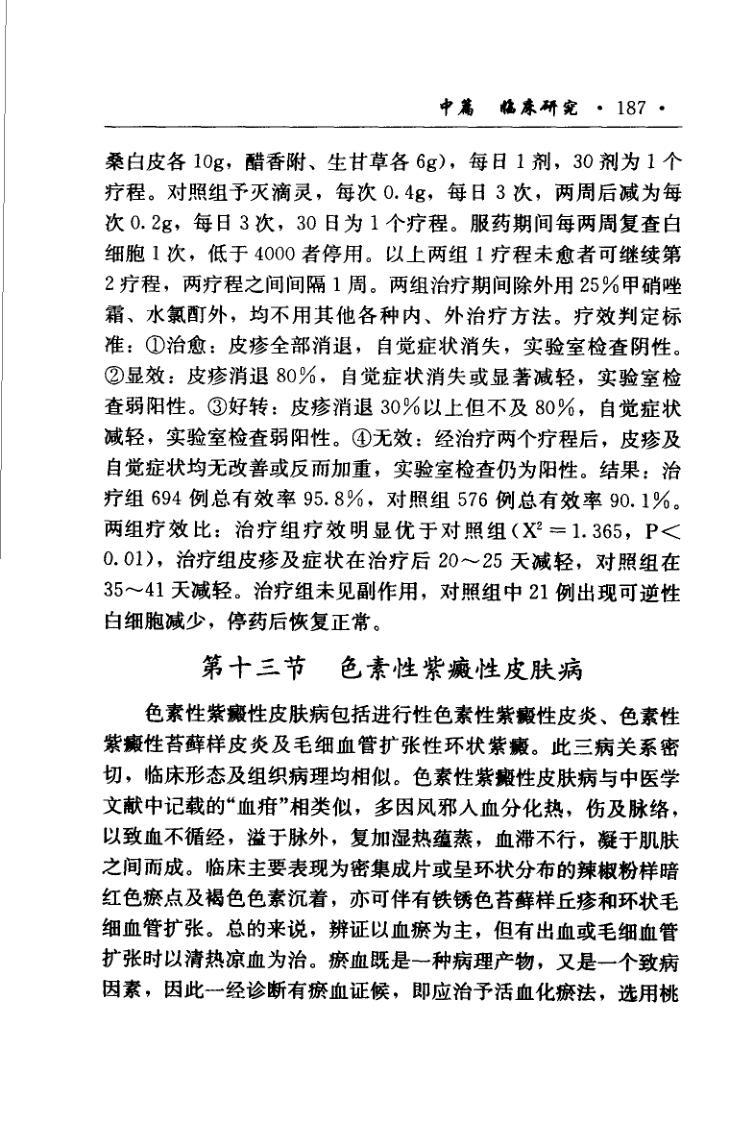 中篇 临床研究 · 187 ·
桑白皮各 10g，醋香附、生甘草各 6g），每日 1 剂，30 剂为 1 个
疗程。对照组予灭滴灵，每次 0.4g，每日 3 次，两周后减为每
次 0.2g，每日 3 次，30 日为 1 个疗程。服药期间每两周复查白
细胞 1 次，低于 4000 者停用。以上两组 1 疗程未愈者可继续第
2 疗程，两疗程之间间隔 1 周。两组治疗期间除外用 25%甲硝唑
霜、水氯酊外，均不用其他各种内、外治疗方法。疗效判定标
准：①治愈：皮疹全部消退，自觉症状消失，实验室检查阴性。
②显效：皮疹消退 80%，自觉症状消失或显著减轻，实验室检
查弱阳性。③好转：皮疹消退 30%以上但不及 80%，自觉症状
减轻，实验室检查弱阳性。④无效：经治疗两个疗程后，皮疹及
自觉症状均无改善或反而加重，实验室检查仍为阳性。结果：治
疗组 694 例总有效率 95.8%，对照组 576 例总有效率 90.1%。
两组疗效比：治疗组疗效明显优于对照组（X²＝1.365，P＜
0.01），治疗组皮疹及症状在治疗后 20～25 天减轻，对照组在
35～41 天减轻。治疗组未见副作用，对照组中 21 例出现可逆性
白细胞减少，停药后恢复正常。
第十三节 色素性紫癜性皮肤病
色素性紫癜性皮肤病包括进行性色素性紫癜性皮炎、色素性
紫癜性苔藓样皮炎及毛细血管扩张性环状紫癜。此三病关系密
切，临床形态及组织病理均相似。色素性紫癜性皮肤病与中医学
文献中记载的“血疳”相类似，多因风邪入血分化热，伤及脉络，
以致血不循经，溢于脉外，复加湿热蕴蒸，血滞不行，凝于肌肤
之间而成。临床主要表现为密集成片或呈环状分布的辣椒粉样暗
红色瘀点及褐色色素沉着，亦可伴有铁锈色苔藓样丘疹和环状毛
细血管扩张。总的来说，辨证以血瘀为主，但有出血或毛细血管
扩张时以清热凉血为治。瘀血既是一种病理产物，又是一个致病
因素，因此一经诊断有瘀血证候，即应治予活血化瘀法，选用桃